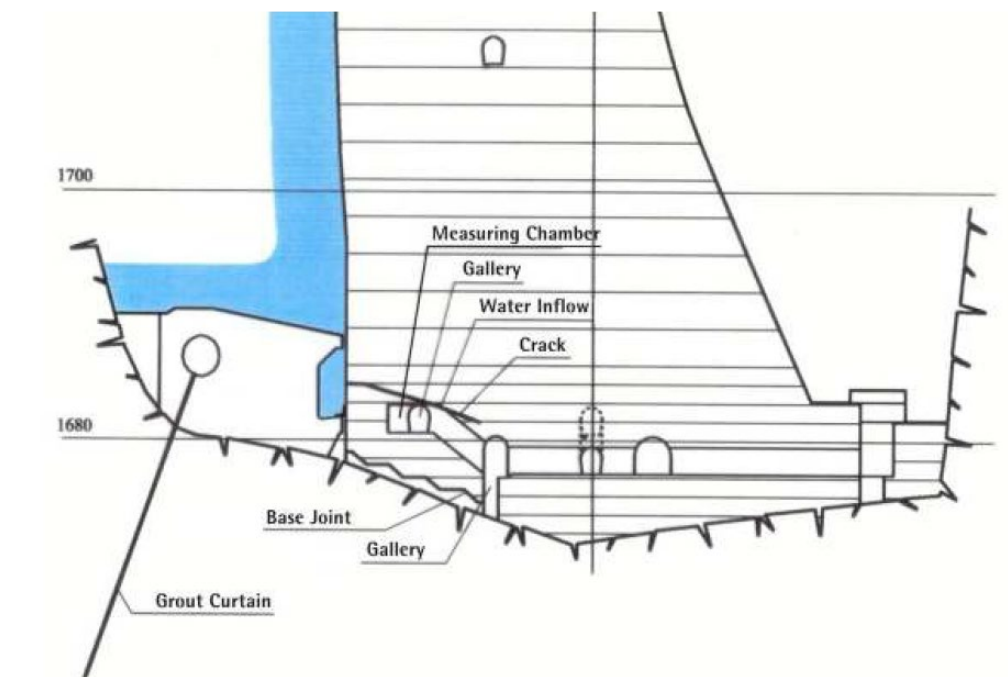 1700
Measuring Chamber
Gallery
Water Inflow
Crack
1680
Base Joint
Gallery
Grout Curtain